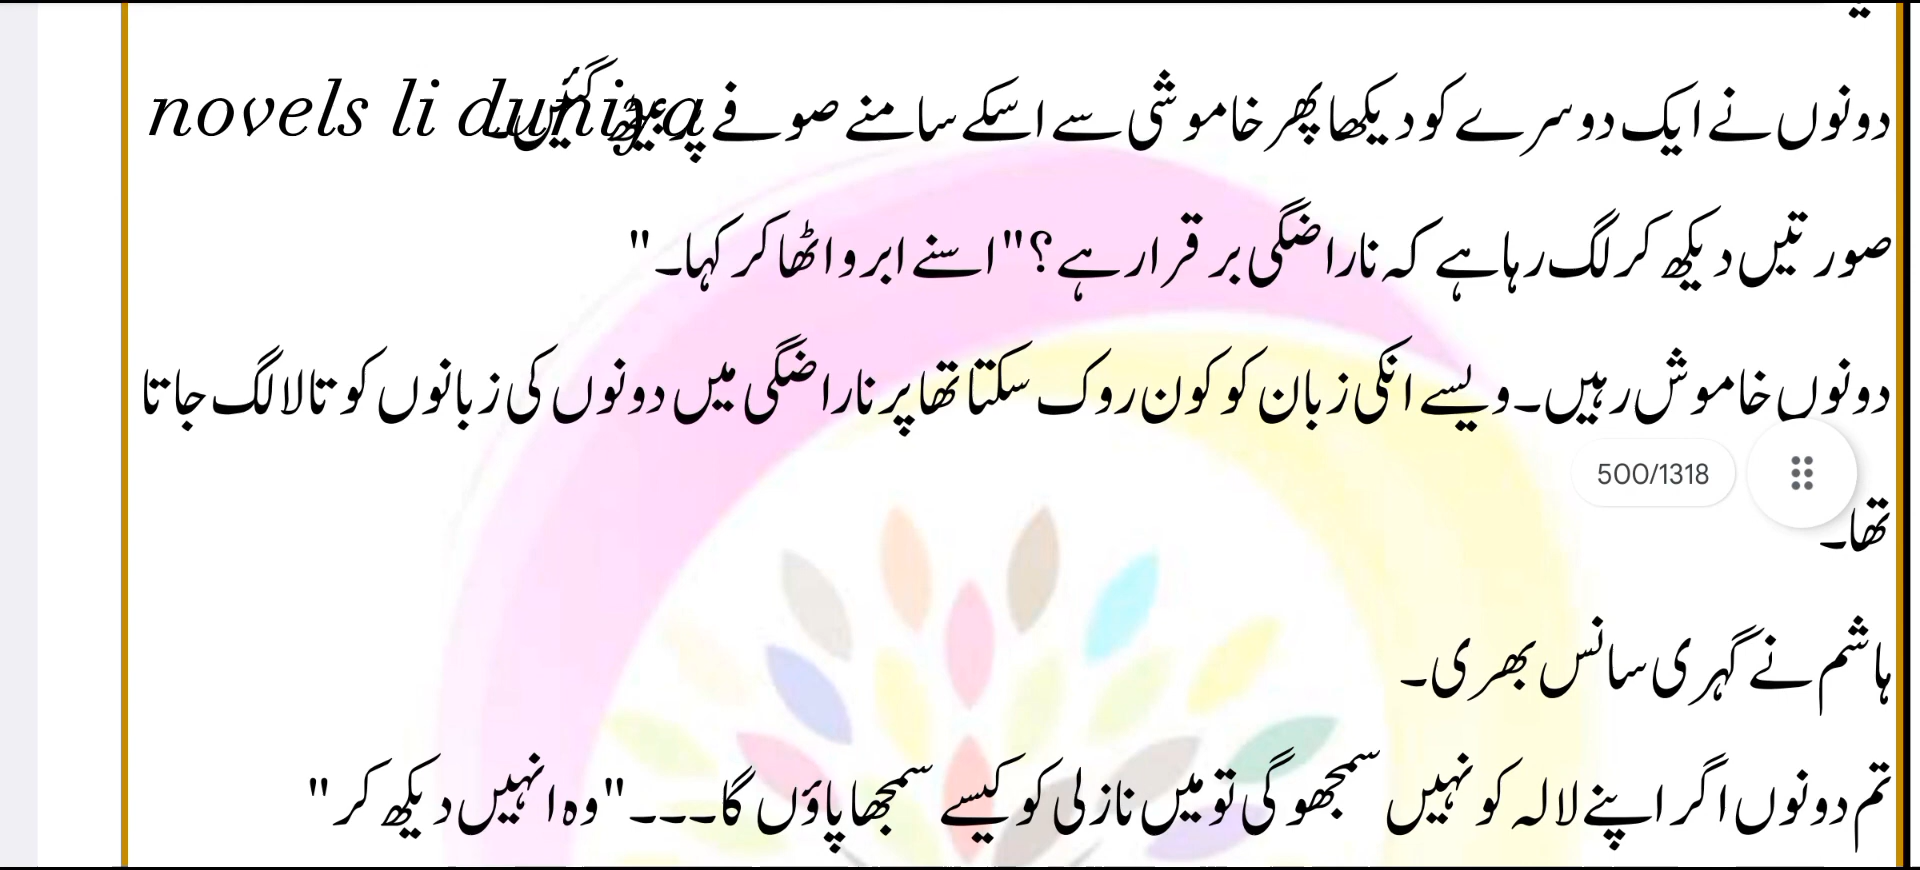 دونوں نے ایک دوسرے کو دیکھا پھر خاموشی سے اسکے سامنے صوفے پر بیٹھ گئیں۔
novels li duniya
صورتیں دیکھ کر لگ رہا ہے کہ ناراضگی برقرار ہے؟"اسنے ابرو اٹھا کر کہا۔"
دونوں خاموش رہیں۔ویسے انکی زبان کو کون روک سکتا تھا پر ناراضگی میں دونوں کی زبانوں کو تالا لگ جاتا
500/1318
تھا۔
ہاشم نے گہری سانس بھری۔
تم دونوں اگر اپنے لالہ کو نہیں سمجھو گی تو میں نازلی کو کیسے سمجھا پاؤں گا۔۔۔"وہ انہیں دیکھ کر"